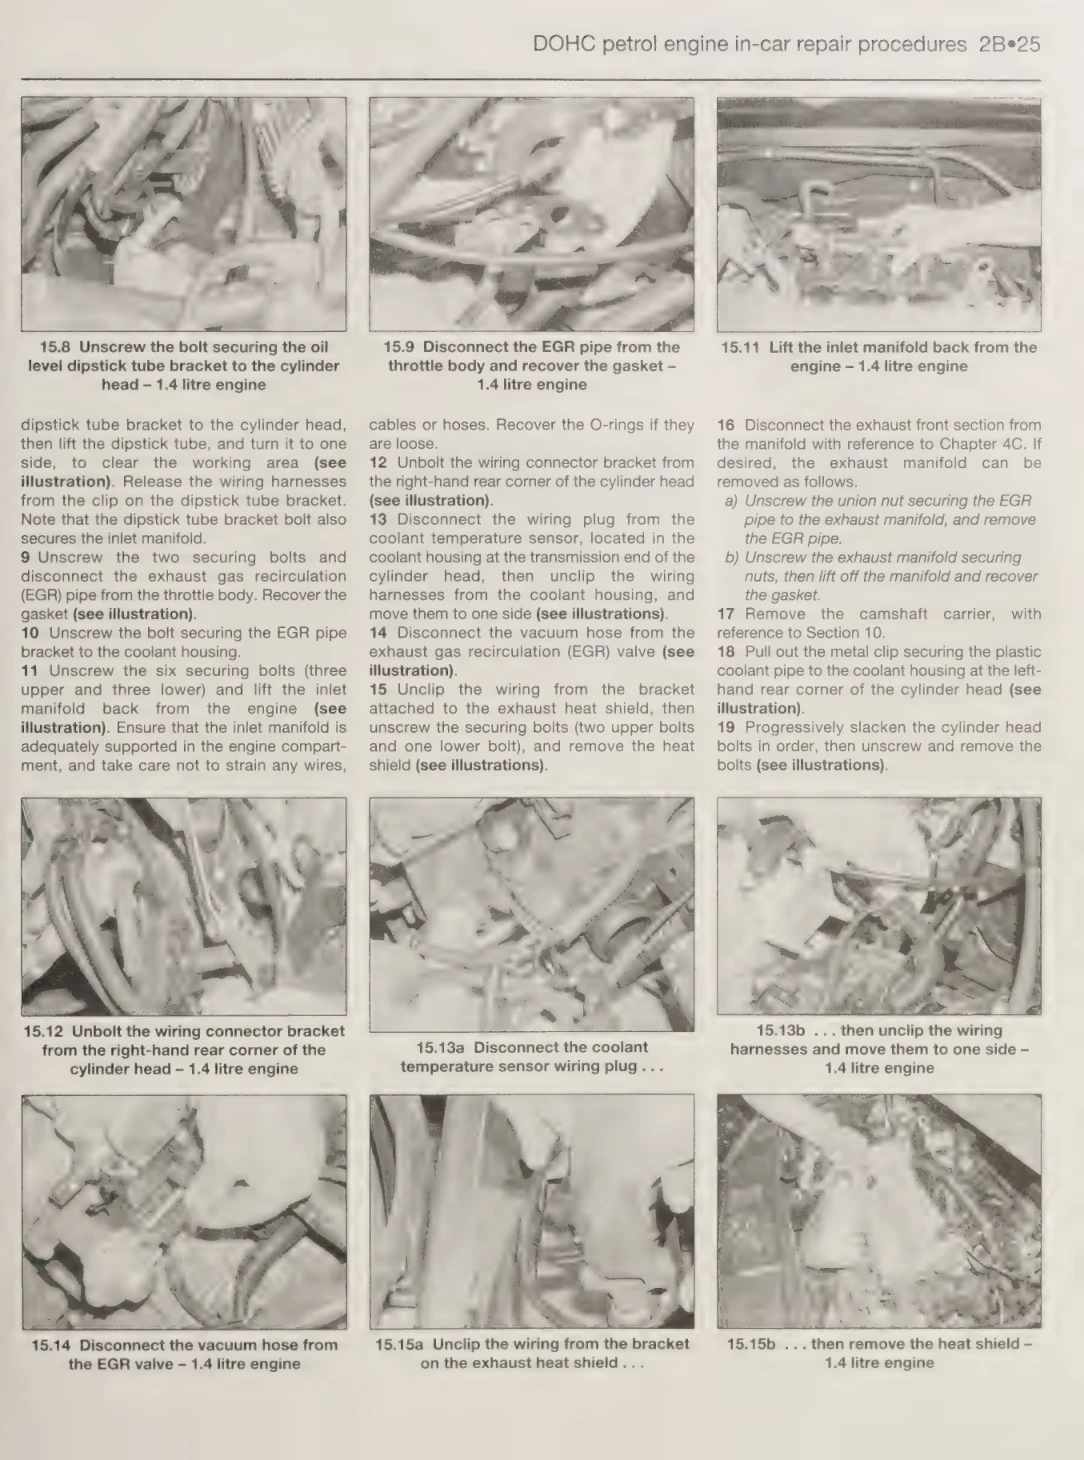 DOHC petrol engine in-car repair procedures 2B•25
15.8 Unscrew the bolt securing the oil
level dipstick tube bracket to the cylinder
head – 1.4 litre engine
15.9 Disconnect the EGR pipe from the
throttle body and recover the gasket –
1.4 litre engine
15.11 Lift the inlet manifold back from the
engine – 1.4 litre engine
dipstick tube bracket to the cylinder head,
then lift the dipstick tube, and turn it to one
side, to clear the working area (see
illustration). Release the wiring harnesses
from the clip on the dipstick tube bracket.
Note that the dipstick tube bracket bolt also
secures the inlet manifold.
9 Unscrew the two securing bolts and
disconnect the exhaust gas recirculation
(EGR) pipe from the throttle body. Recover the
gasket (see illustration).
10 Unscrew the bolt securing the EGR pipe
bracket to the coolant housing.
11 Unscrew the six securing bolts (three
upper and three lower) and lift the inlet
manifold back from the engine (see
illustration). Ensure that the inlet manifold is
adequately supported in the engine compart-
ment, and take care not to strain any wires,
cables or hoses. Recover the O-rings if they
are loose.
12 Unbolt the wiring connector bracket from
the right-hand rear corner of the cylinder head
(see illustration).
13 Disconnect the wiring plug from the
coolant temperature sensor, located in the
coolant housing at the transmission end of the
cylinder head, then unclip the wiring
harnesses from the coolant housing, and
move them to one side (see illustrations).
14 Disconnect the vacuum hose from the
exhaust gas recirculation (EGR) valve (see
illustration).
15 Unclip the wiring from the bracket
attached to the exhaust heat shield, then
unscrew the securing bolts (two upper bolts
and one lower bolt), and remove the heat
shield (see illustrations).
16 Disconnect the exhaust front section from
the manifold with reference to Chapter 4C. If
desired, the exhaust manifold can be
removed as follows.
a) Unscrew the union nut securing the EGR
pipe to the exhaust manifold, and remove
the EGR pipe.
b) Unscrew the exhaust manifold securing
nuts, then lift off the manifold and recover
the gasket.
17 Remove the camshaft carrier, with
reference to Section 10.
18 Pull out the metal clip securing the plastic
coolant pipe to the coolant housing at the left-
hand rear corner of the cylinder head (see
illustration).
19 Progressively slacken the cylinder head
bolts in order, then unscrew and remove the
bolts (see illustrations).
15.12 Unbolt the wiring connector bracket
from the right-hand rear corner of the
cylinder head – 1.4 litre engine
15.13a Disconnect the coolant
temperature sensor wiring plug . . .
15.13b . . . then unclip the wiring
harnesses and move them to one side –
1.4 litre engine
15.14 Disconnect the vacuum hose from
the EGR valve – 1.4 litre engine
15.15a Unclip the wiring from the bracket
on the exhaust heat shield . . .
15.15b . . . then remove the heat shield –
1.4 litre engine